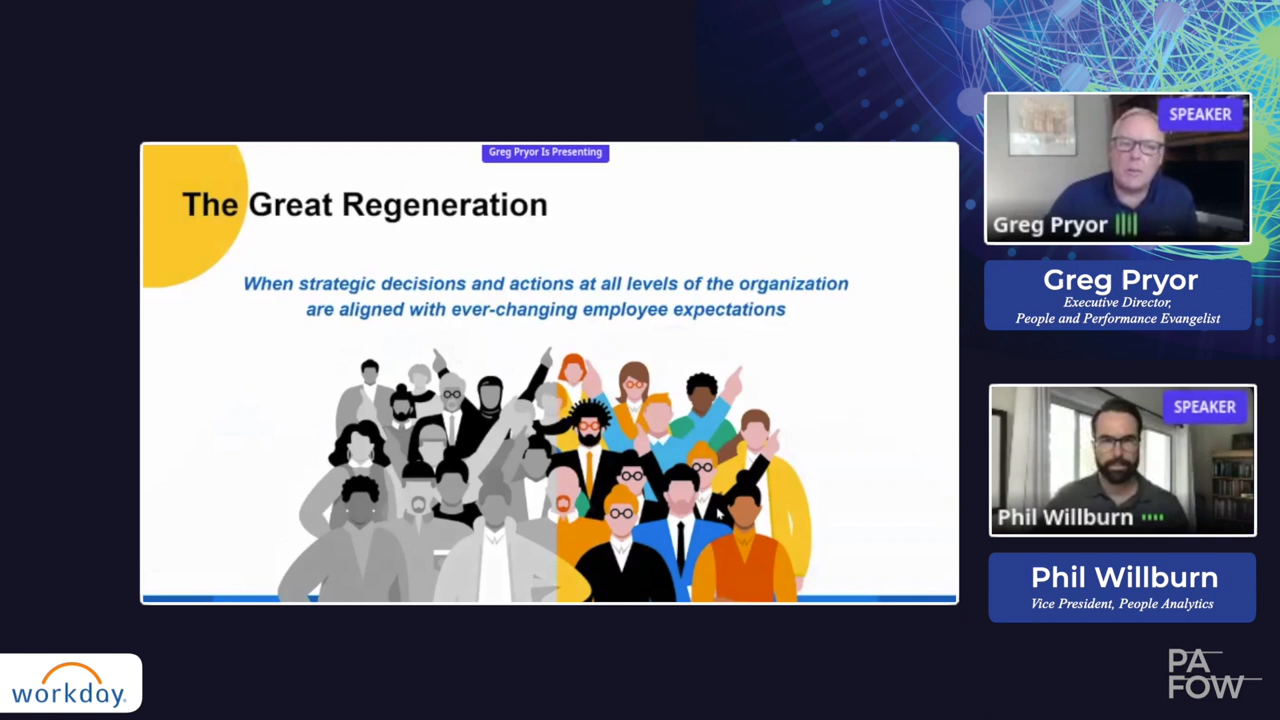 Greg Pryor Is Presenting
The Great Regeneration
When strategic decisions and actions at all levels of the organization
are aligned with ever-changing employee expectations
SPEAKER
Greg Pryor
Greg Pryor
Executive Director,
People and Performance Evangelist
SPEAKER
Phil Willburn
Phil Willburn
Vice President, People Analytics
workday.
PA
FOW